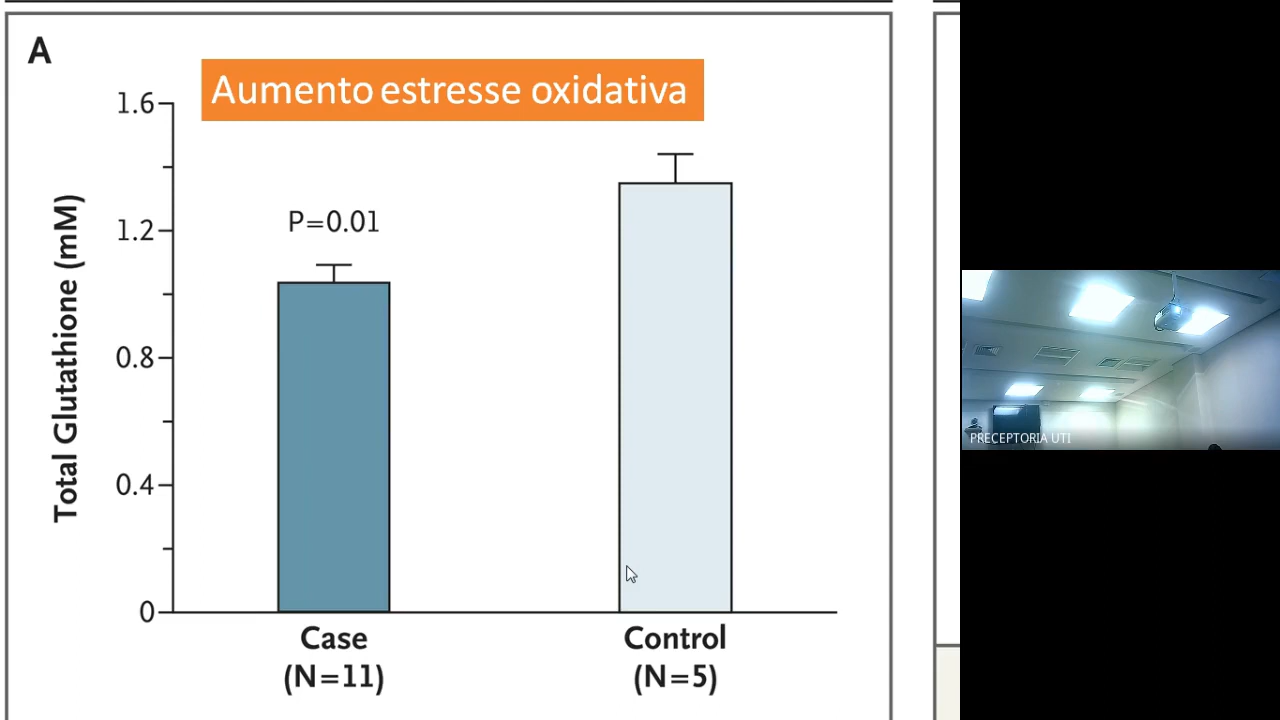 A
Aumento estresse oxidativa
1.6
1.2
0.8
0.4
0
Total Glutathione (mM)
P=0.01
Case
(N=11)
Control
(N=5)
PRECEPTORIA UTI